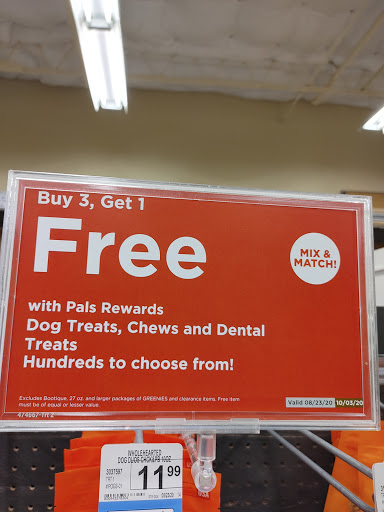 Buy 3, Get 1
Free
MIX &
MATCH!
with Pals Rewards
Dog Treats, Chews and Dental
Treats
Hundreds to choose from!
Excludes Bootique, 27 oz. and larger packages of GREENIES and clearance items. Free item
must be of equal or lesser value.
Valid 08/23/20-10/03/20
WHOLEHEARTED
3037597
11.99